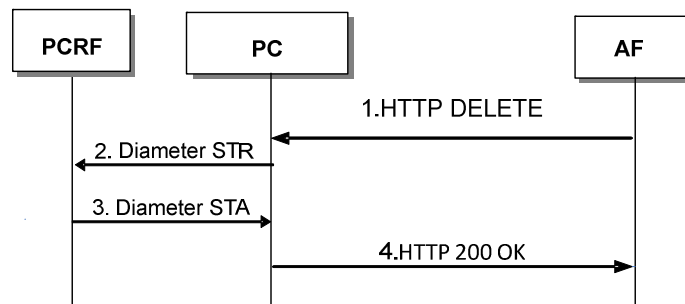 PCRF
PC
AF
1.HTTP DELETE
2. Diameter STR
3. Diameter STA
4.HTTP 200 OK